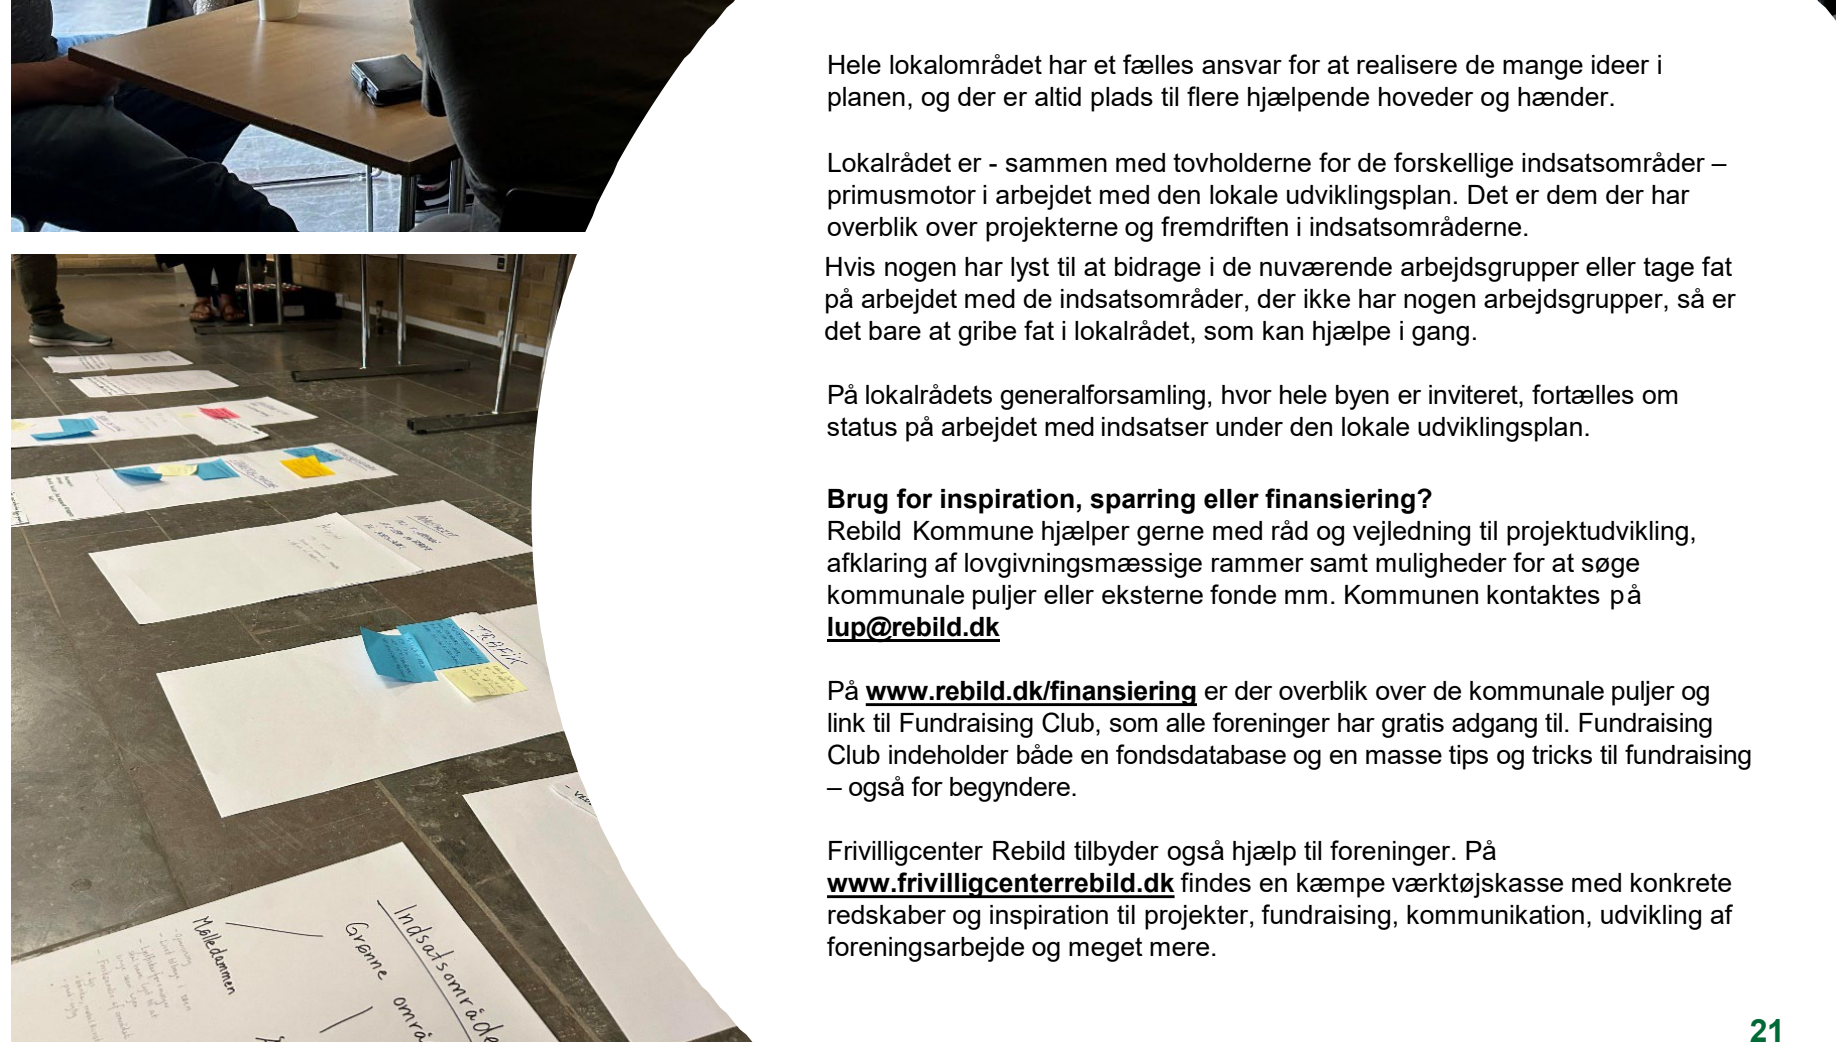 Hele lokalområdet har et fælles ansvar for at realisere de mange ideer i
planen, og der er altid plads til flere hjælpende hoveder og hænder.
Lokalrådet er - sammen med tovholderne for de forskellige indsatsområder –
primusmotor i arbejdet med den lokale udviklingsplan. Det er dem der har
overblik over projekterne og fremdriften i indsatsområderne.
Hvis nogen har lyst til at bidrage i de nuværende arbejdsgrupper eller tage fat
på arbejdet med de indsatsområder, der ikke har nogen arbejdsgrupper, så er
det bare at gribe fat i lokalrådet, som kan hjælpe i gang.
På lokalrådets generalforsamling, hvor hele byen er inviteret, fortælles om
status på arbejdet med indsatser under den lokale udviklingsplan.
Brug for inspiration, sparring eller finansiering?
Rebild Kommune hjælper gerne med råd og vejledning til projektudvikling,
afklaring af lovgivningsmæssige rammer samt muligheder for at søge
kommunale puljer eller eksterne fonde mm. Kommunen kontaktes på
lup@rebild.dk
På www.rebild.dk/finansiering er der overblik over de kommunale puljer og
link til Fundraising Club, som alle foreninger har gratis adgang til. Fundraising
Club indeholder både en fondsdatabase og en masse tips og tricks til fundraising
– også for begyndere.
Frivilligcenter Rebild tilbyder også hjælp til foreninger. På
www.frivilligcenterrebild.dk findes en kæmpe værktøjskasse med konkrete
redskaber og inspiration til projekter, fundraising, kommunikation, udvikling af
foreningsarbejde og meget mere.
21
TRAFIK
Indsatsområde
Grønne områ
Mølledammen